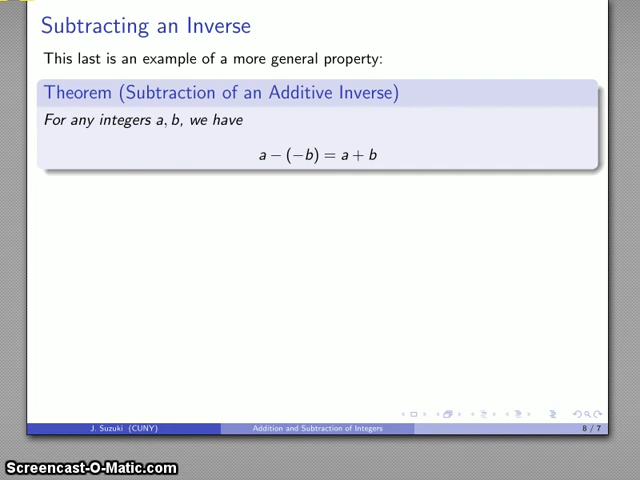 Subtracting an Inverse
This last is an example of a more general property:
Theorem (Subtraction of an Additive Inverse)
For any integers a, b, we have
a − (−b) = a + b
J. Suzuki (CUNY) Addition and Subtraction of Integers 8 / 7
Screencast-O-Matic.com